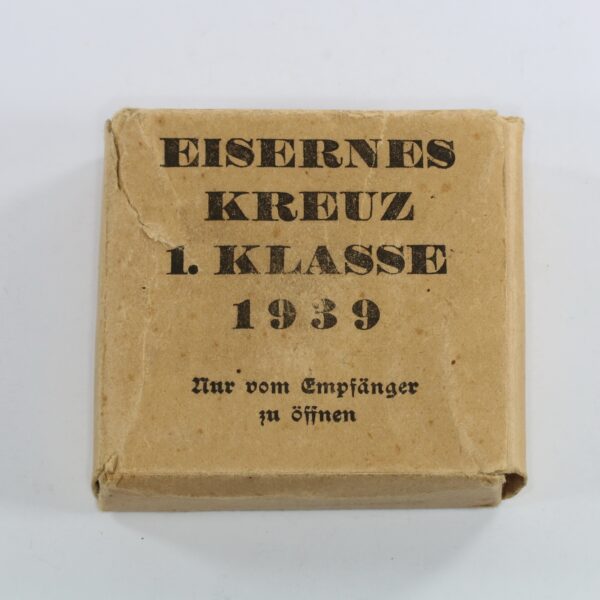 EISERNES
KREUZ
1. KLASSE
1939
Nur vom Empfänger
zu öffnen